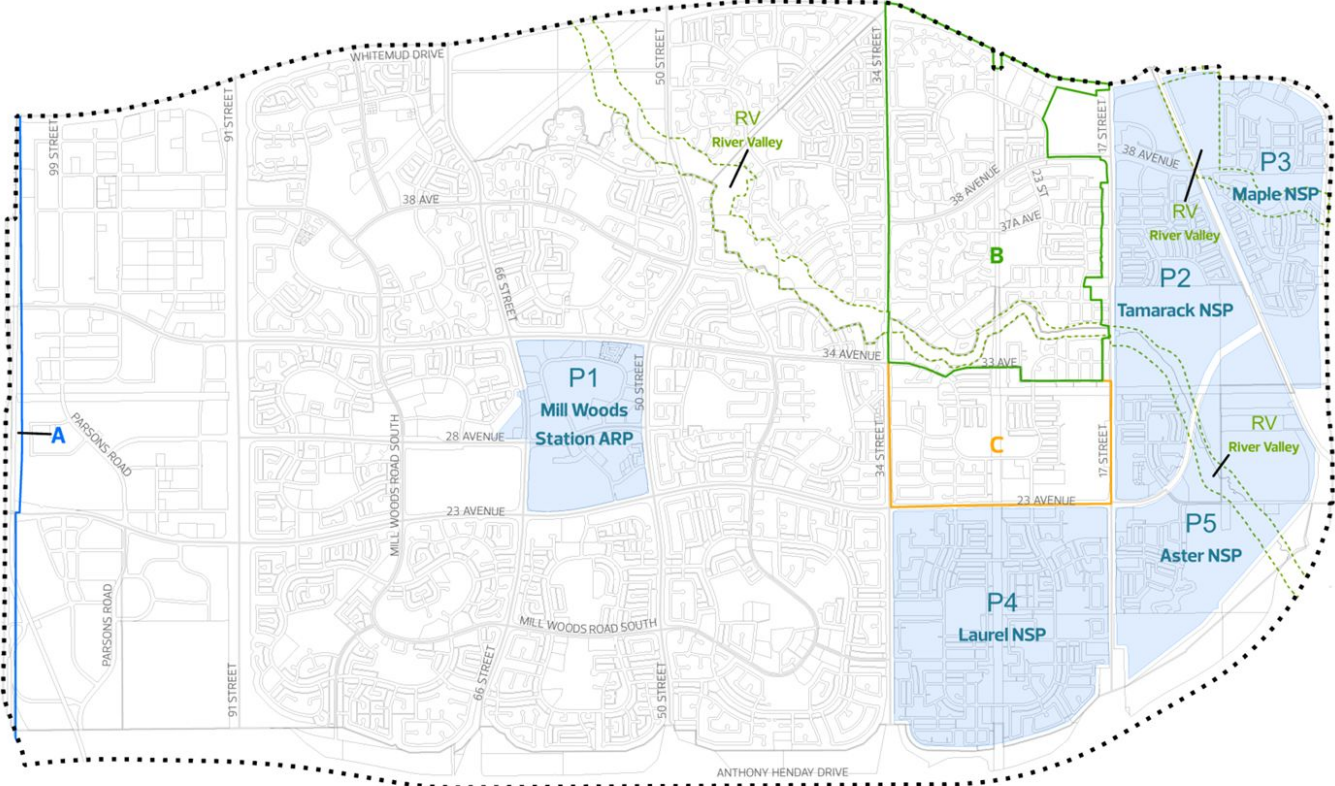 WHITEMUD DRIVE
50 STREET
34 STREET
91 STREET
99 STREET
RV
River Valley
17 STREET
38 AVENUE
P3
Maple NSP
38 AVENUE
23 ST
38 AVE
37A AVE
RV
River Valley
B
66 STREET
P2
Tamarack NSP
34 AVENUE
33 AVE
P1
Mill Woods
Station ARP
50 STREET
A
PARSONS ROAD
MILL WOODS ROAD SOUTH
28 AVENUE
34 STREET
C
17 STREET
RV
River Valley
23 AVENUE
23 AVENUE
P5
Aster NSP
PARSONS ROAD
P4
Laurel NSP
MILL WOODS ROAD SOUTH
91 STREET
66 STREET
50 STREET
ANTHONY HENDAY DRIVE